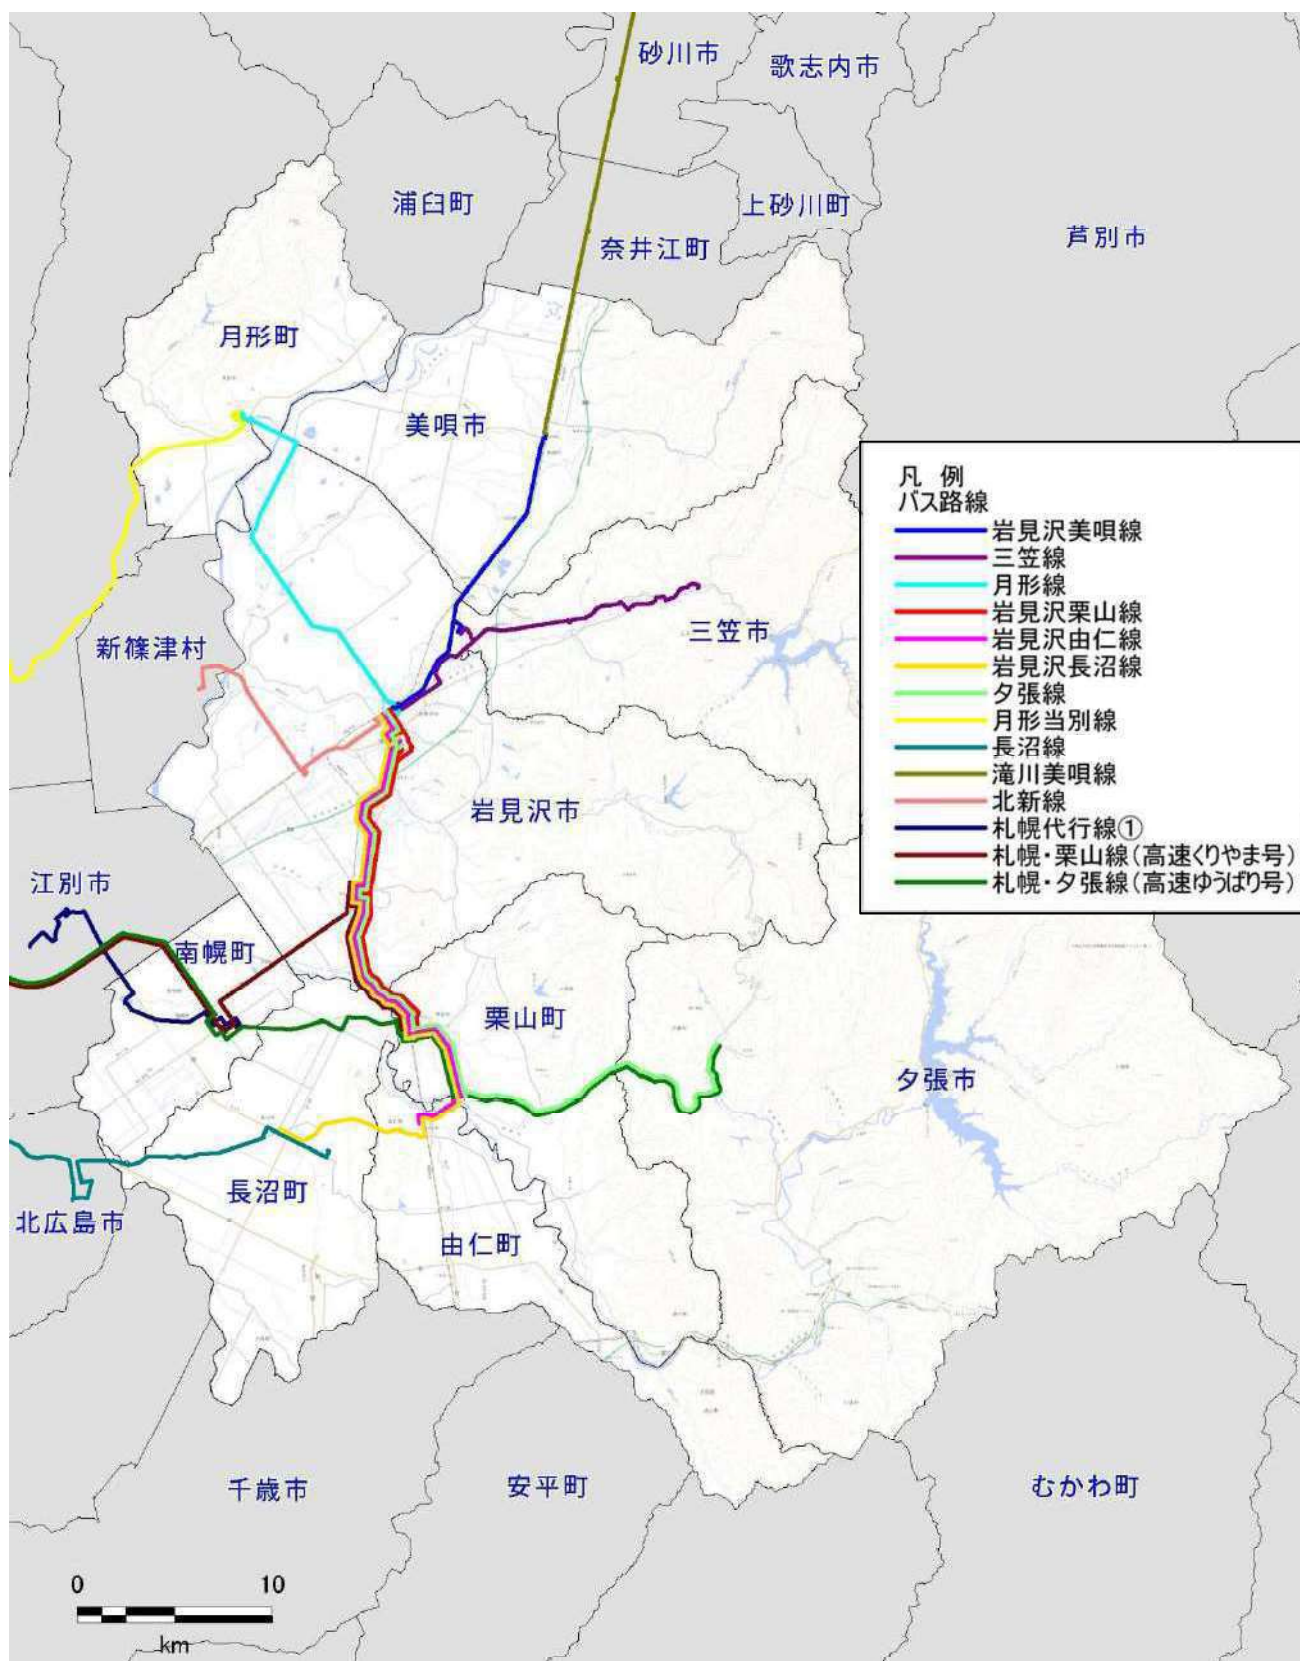 砂川市
歌志内市
浦臼町
上砂川町
奈井江町
芦別市
月形町
美唄市
凡 例
バス路線
岩見沢美唄線
三笠線
月形線
岩見沢栗山線
岩見沢由仁線
岩見沢長沼線
夕張線
月形当別線
長沼線
滝川美唄線
北新線
札幌代行線①
札幌・栗山線(高速くりやま号)
札幌・夕張線(高速ゆうばり号)
三笠市
新篠津村
岩見沢市
江別市
南幌町
栗山町
夕張市
長沼町
北広島市
由仁町
千歳市
安平町
むかわ町
0 10
km